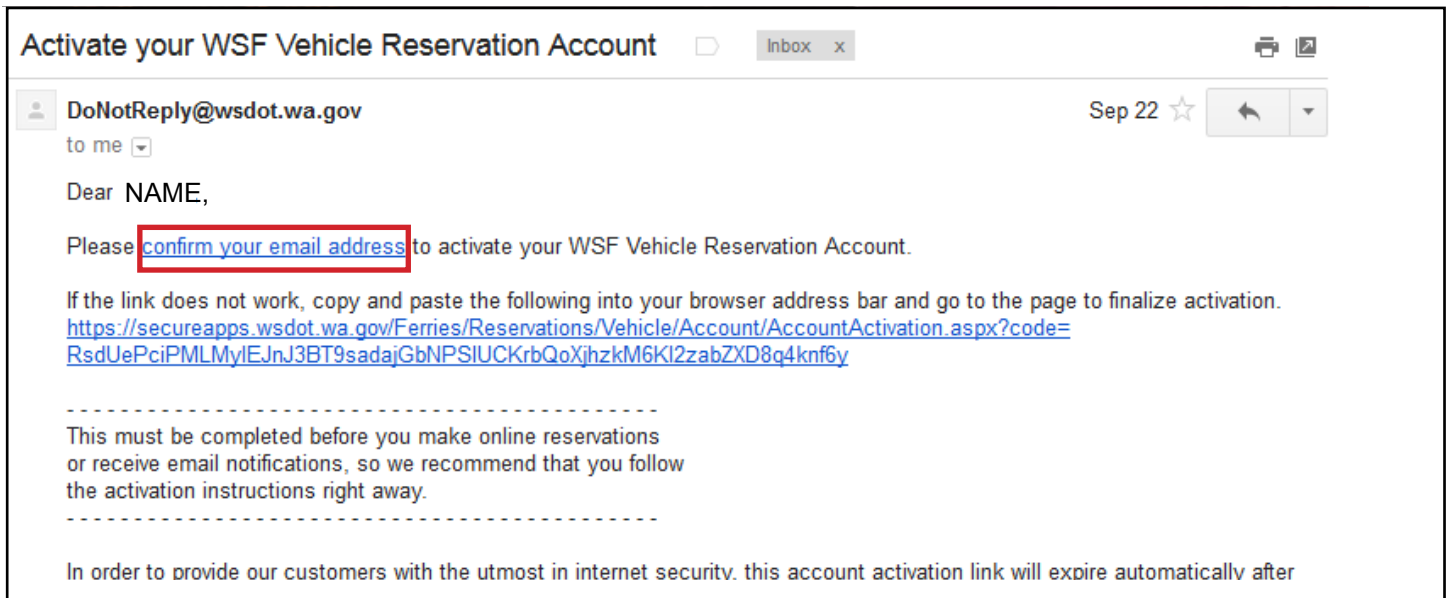 Activate your WSF Vehicle Reservation Account Inbox x
DoNotReply@wsdot.wa.gov Sep 22
to me
Dear NAME,
Please confirm your email address to activate your WSF Vehicle Reservation Account.
If the link does not work, copy and paste the following into your browser address bar and go to the page to finalize activation.
https://secureapps.wsdot.wa.gov/Ferries/Reservations/Vehicle/Account/AccountActivation.aspx?code=
RsdUePciPMLMylEJnJ3BT9sadajGbNPSlUCKrbQoXjhzkM6Kl2zabZXD8q4knf6y
- - - - - - - - - - - - - - - - - - - - - - - - - - - - - - - - - - - - - - - - - - - -
This must be completed before you make online reservations
or receive email notifications, so we recommend that you follow
the activation instructions right away.
- - - - - - - - - - - - - - - - - - - - - - - - - - - - - - - - - - - - - - - - - - - -
In order to provide our customers with the utmost in internet security, this account activation link will expire automatically after